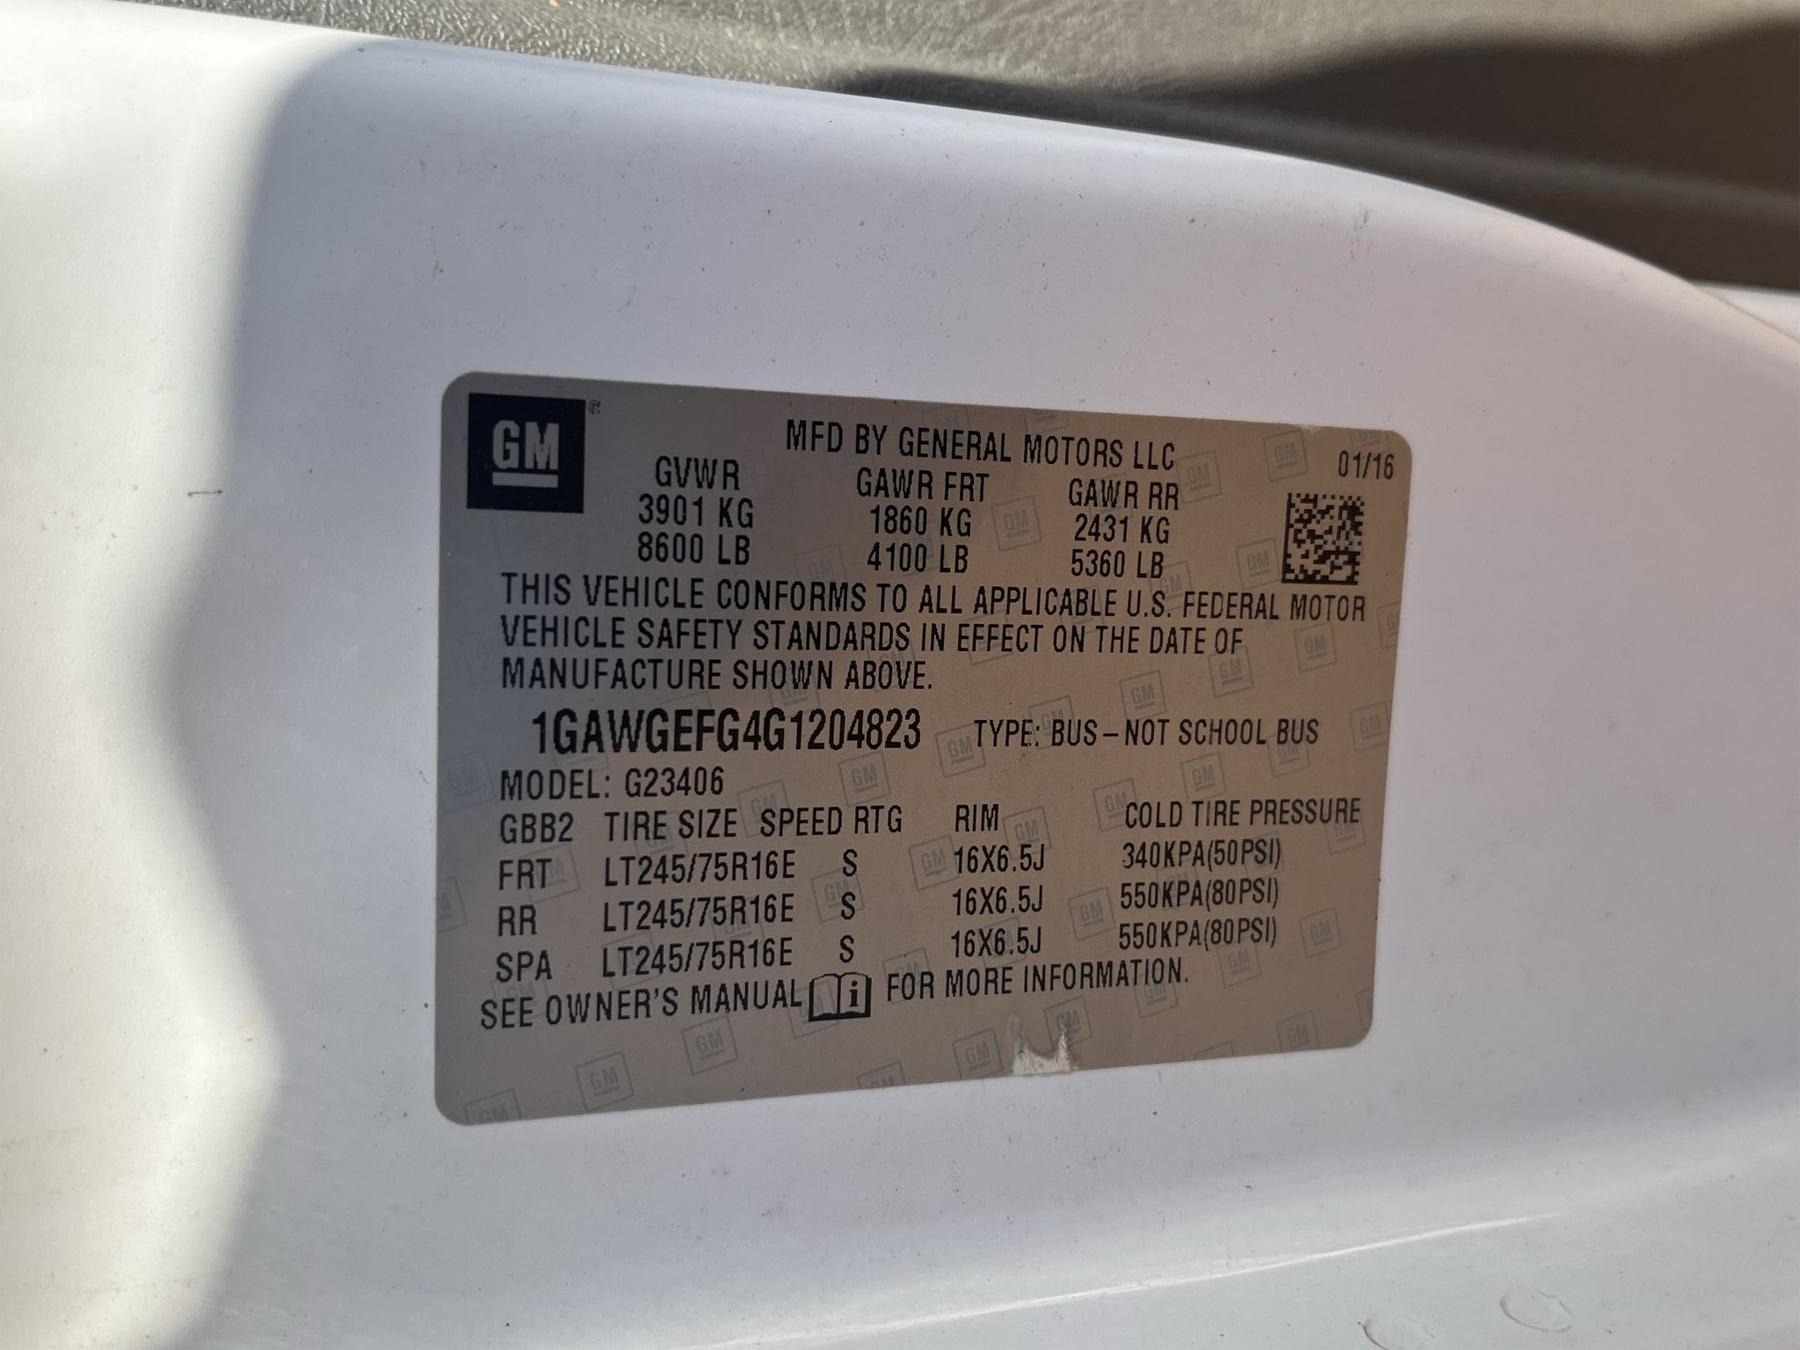 GM®
MFD BY GENERAL MOTORS LLC 01/16
GVWR GAWR FRT GAWR RR
3901 KG 1860 KG 2431 KG
8600 LB 4100 LB 5360 LB
THIS VEHICLE CONFORMS TO ALL APPLICABLE U.S. FEDERAL MOTOR
VEHICLE SAFETY STANDARDS IN EFFECT ON THE DATE OF
MANUFACTURE SHOWN ABOVE.
1GAWGEFG4G1204823 TYPE: BUS – NOT SCHOOL BUS
MODEL: G23406
GBB2 TIRE SIZE SPEED RTG RIM COLD TIRE PRESSURE
FRT LT245/75R16E S 16X6.5J 340KPA(50PSI)
RR LT245/75R16E S 16X6.5J 550KPA(80PSI)
SPA LT245/75R16E S 16X6.5J 550KPA(80PSI)
SEE OWNER'S MANUAL i FOR MORE INFORMATION.